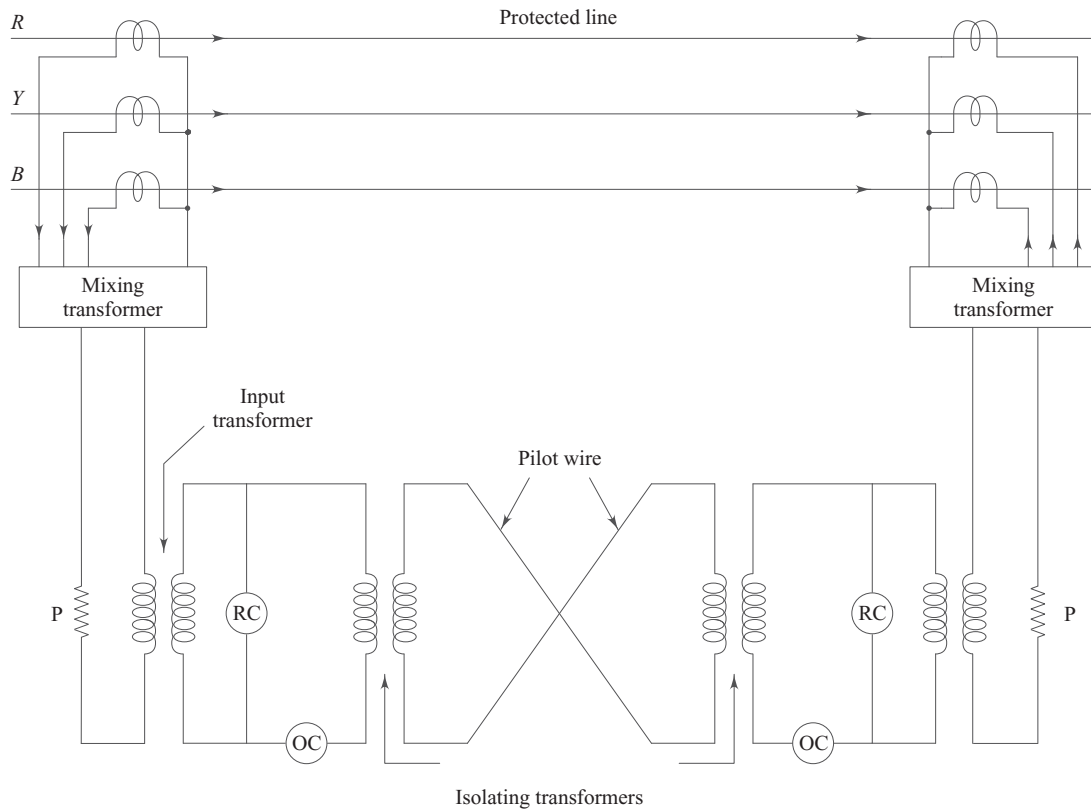 R
Protected line
Y
B
Mixing
transformer
Mixing
transformer
Input
transformer
Pilot wire
P
RC
RC
P
OC
OC
Isolating transformers